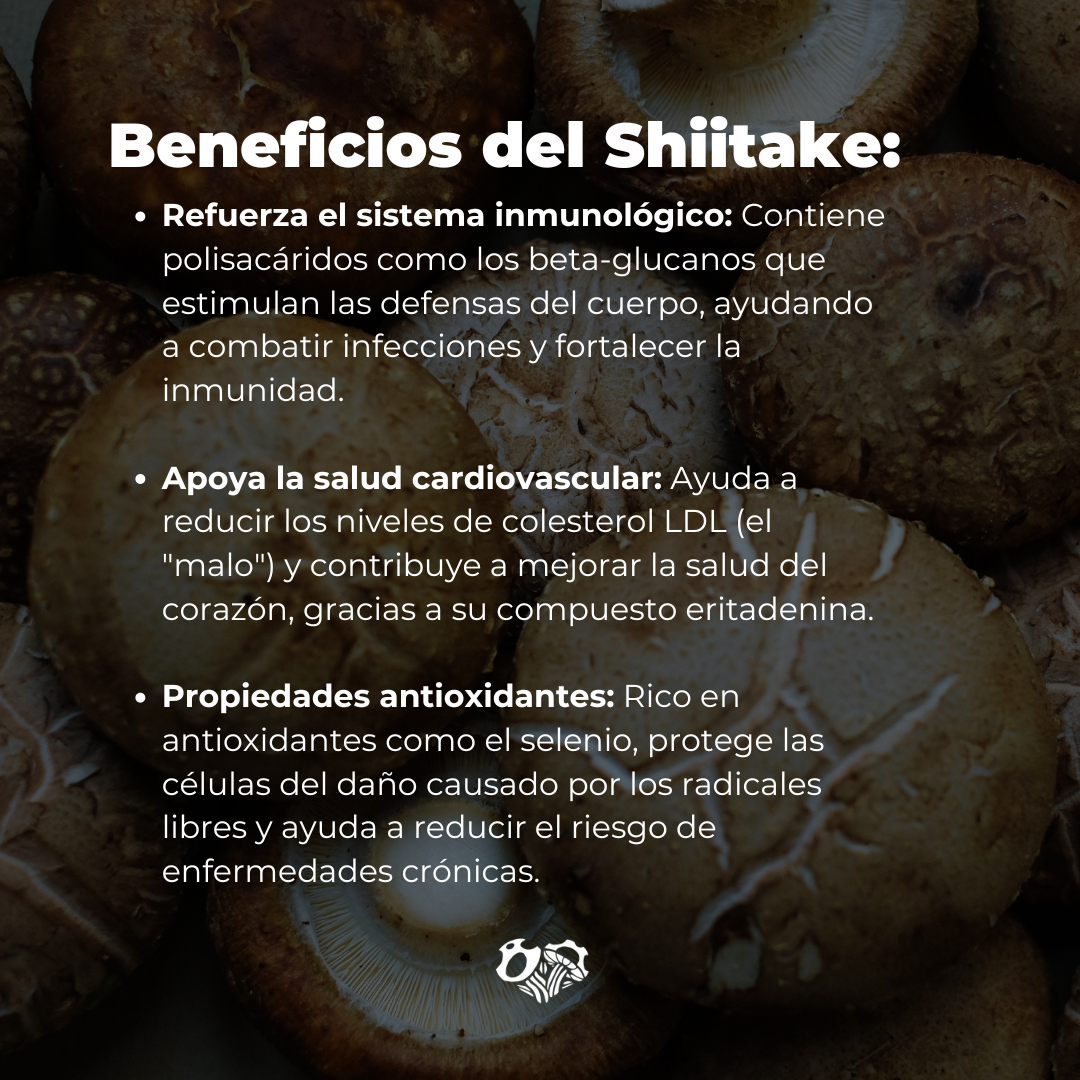 Beneficios del Shiitake:
• Refuerza el sistema inmunológico: Contiene
polisacáridos como los beta-glucanos que
estimulan las defensas del cuerpo, ayudando
a combatir infecciones y fortalecer la
inmunidad.
• Apoya la salud cardiovascular: Ayuda a
reducir los niveles de colesterol LDL (el
"malo") y contribuye a mejorar la salud del
corazón, gracias a su compuesto eritadenina.
• Propiedades antioxidantes: Rico en
antioxidantes como el selenio, protege las
células del daño causado por los radicales
libres y ayuda a reducir el riesgo de
enfermedades crónicas.